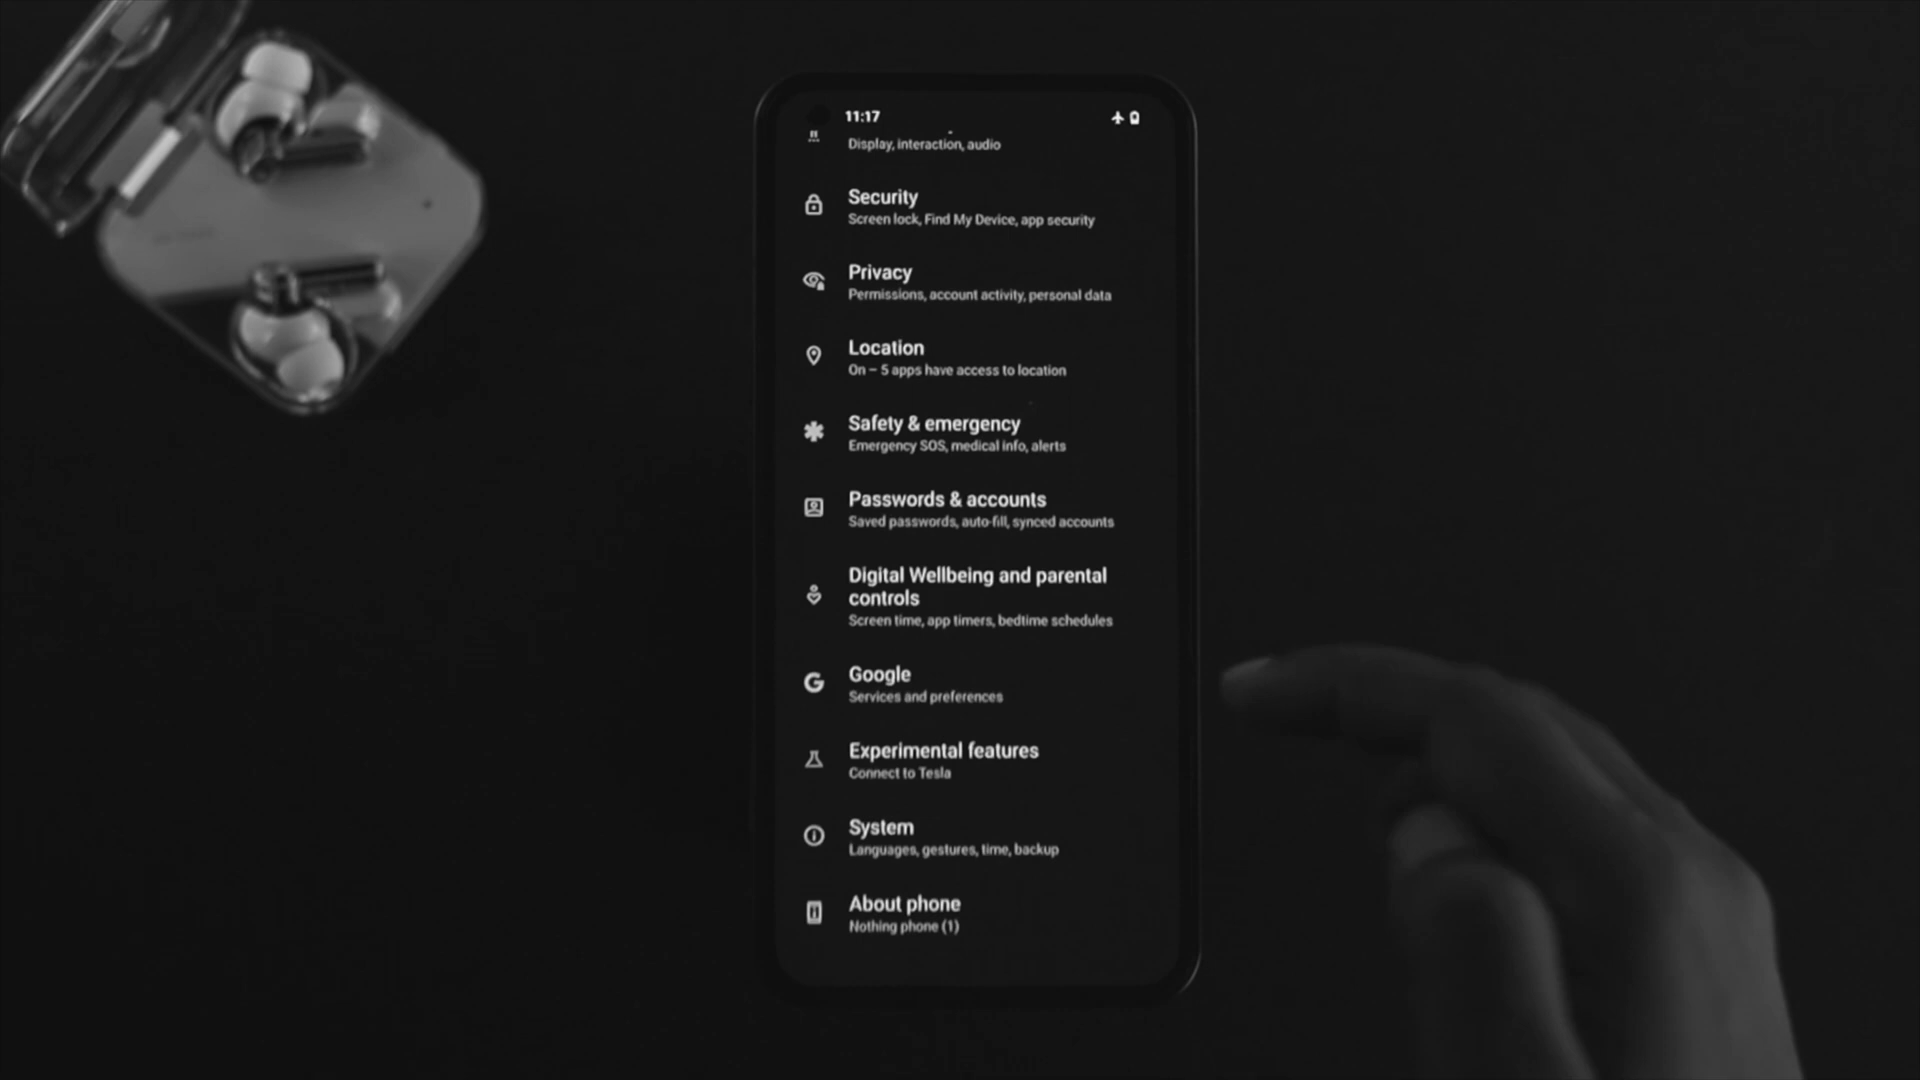 11:17
Display, interaction, audio
Security
Screen lock, Find My Device, app security
Privacy
Permissions, account activity, personal data
Location
On – 5 apps have access to location
Safety & emergency
Emergency SOS, medical info, alerts
Passwords & accounts
Saved passwords, auto-fill, synced accounts
Digital Wellbeing and parental
controls
Screen time, app timers, bedtime schedules
Google
Services and preferences
Experimental features
Connect to Tesla
System
Languages, gestures, time, backup
About phone
Nothing phone (1)